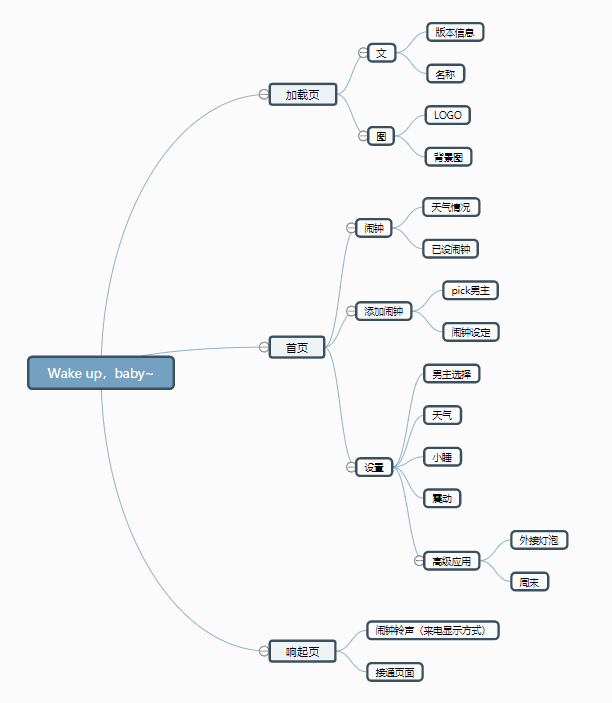 Wake up，baby~
加载页
文
版本信息
名称
图
LOGO
背景图
首页
闹钟
天气情况
已设闹钟
添加闹钟
pick男主
闹钟设定
设置
男主选择
天气
小睡
震动
高级应用
外接灯泡
周末
响起页
闹钟铃声（来电显示方式）
接通页面